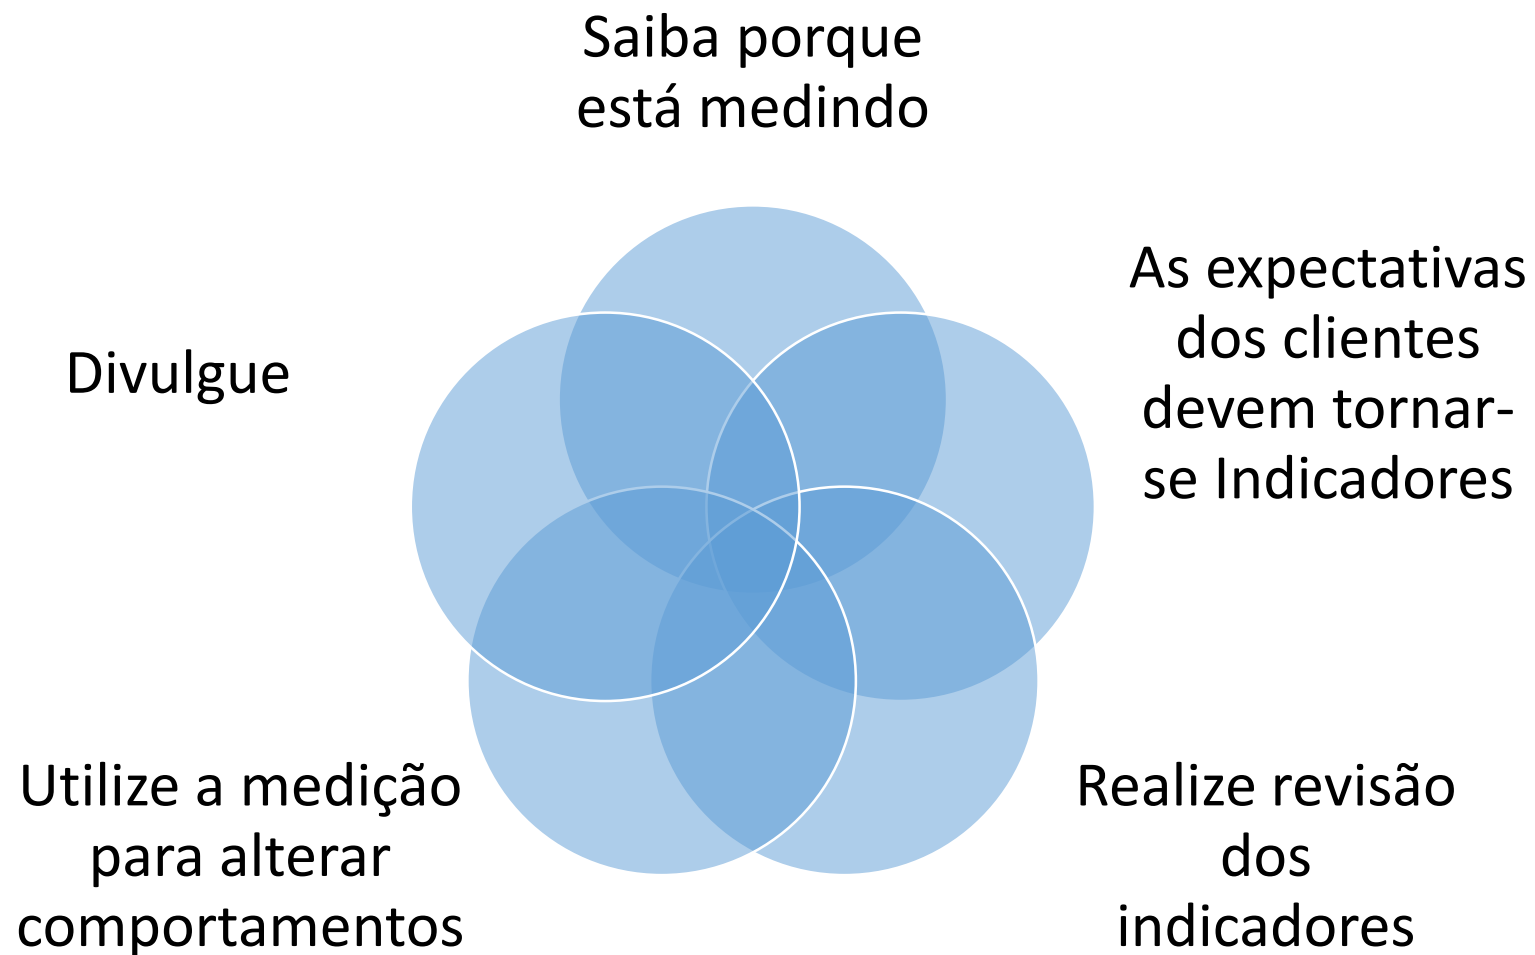 Saiba porque
está medindo
As expectativas
dos clientes
devem tornar-
se Indicadores
Realize revisão
dos
indicadores
Utilize a medição
para alterar
comportamentos
Divulgue